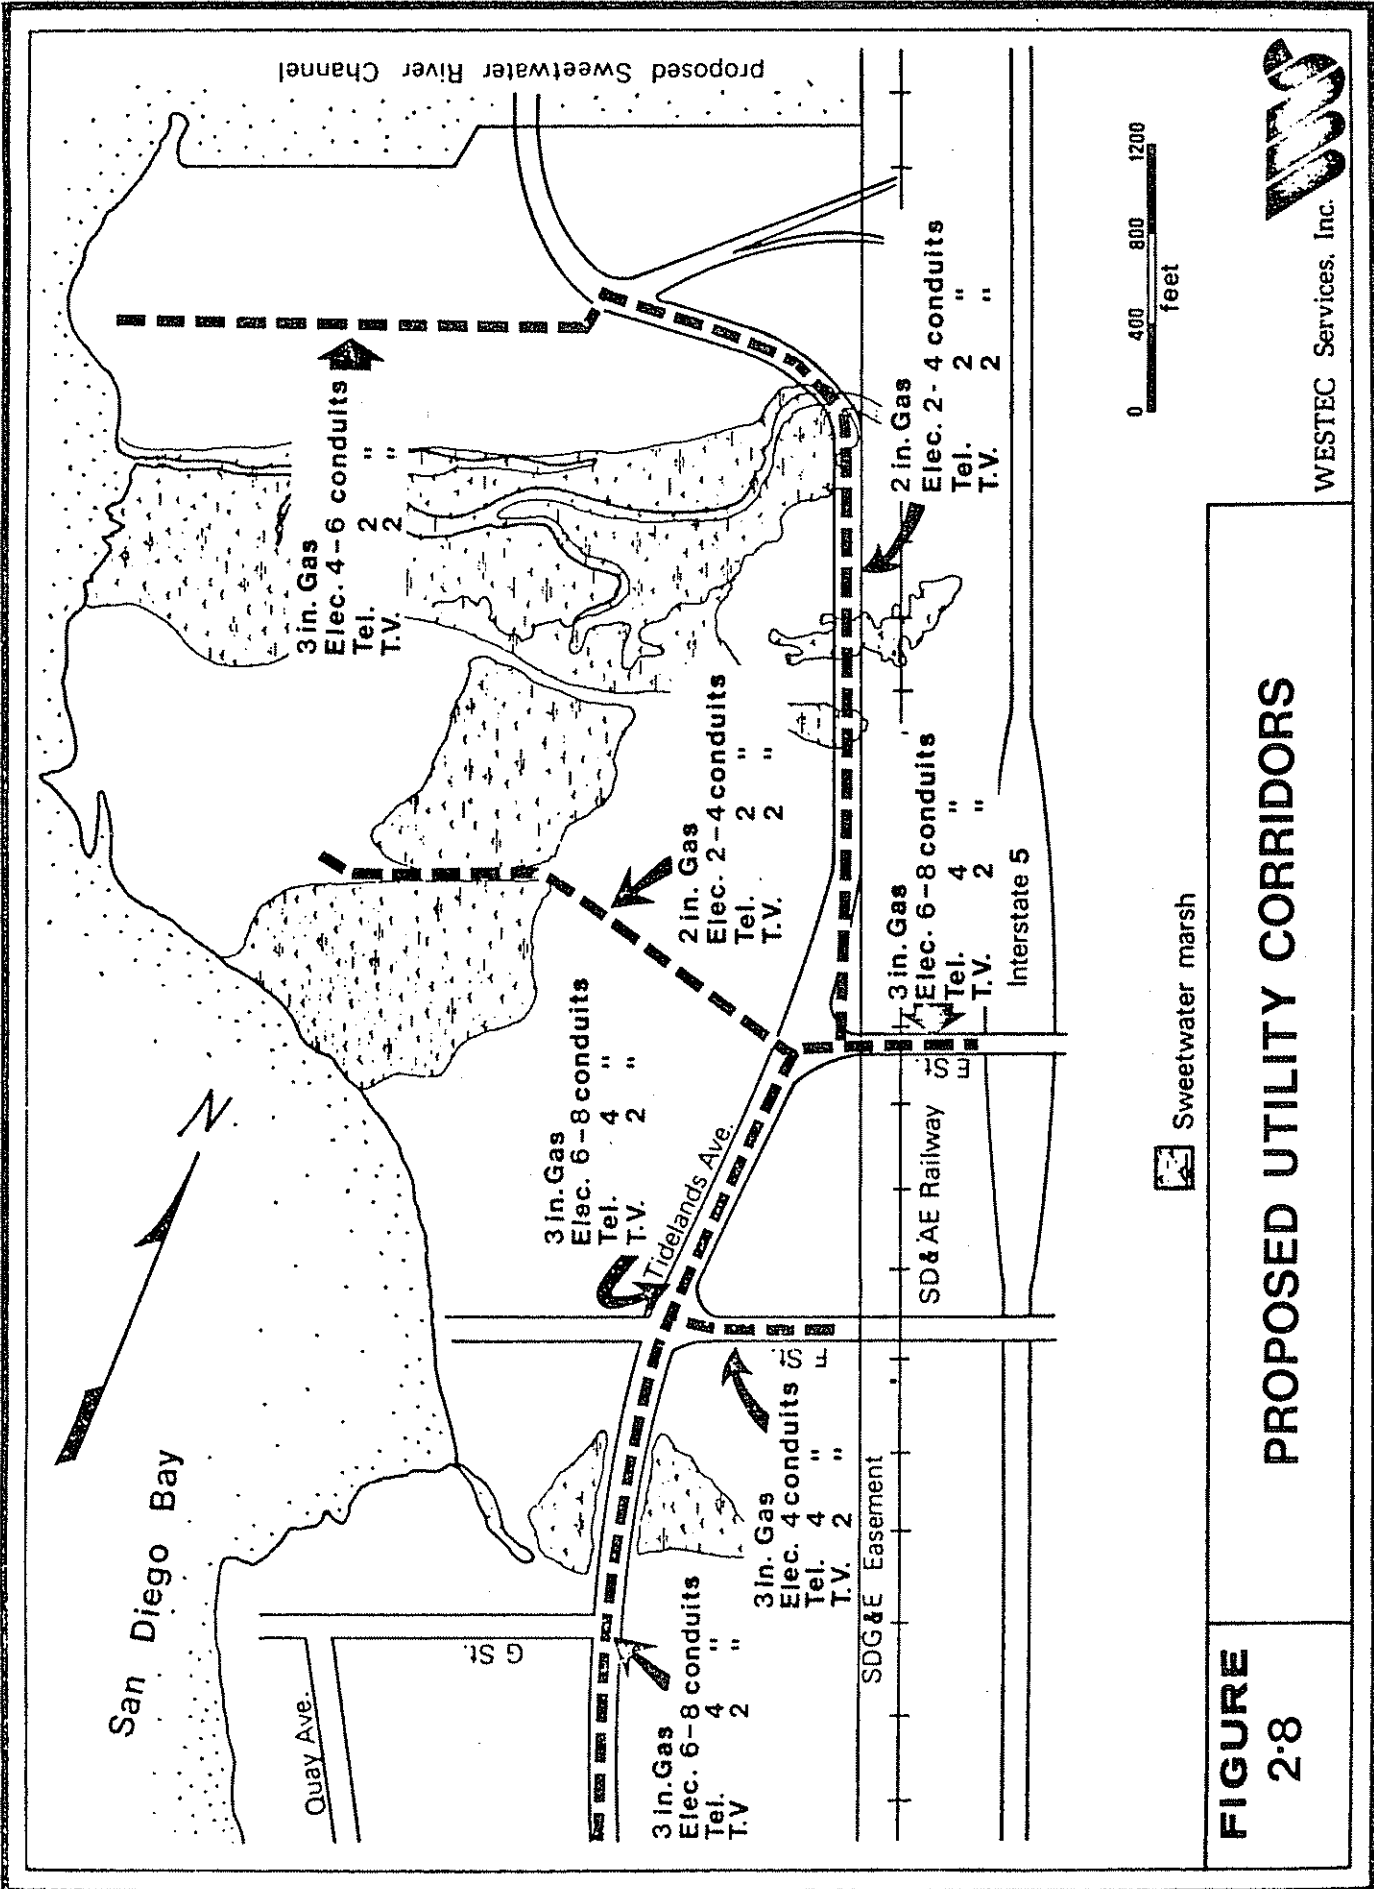 San Diego Bay
N
proposed Sweetwater River Channel
Quay Ave.
G St.
3 in. Gas
Elec. 6-8 conduits
Tel. 4 "
T.V 2 "
3 in. Gas
Elec. 4 conduits
Tel. 4 "
T.V. 2 "
F St.
3 in. Gas
Elec. 6-8 conduits
Tel. 4 "
T.V. 2 "
Tidelands Ave.
2 in. Gas
Elec. 2-4 conduits
Tel. 2 "
T.V. 2 "
3 in. Gas
Elec. 4-6 conduits
Tel. 2 "
T.V. 2 "
3 in. Gas
Elec. 6-8 conduits
Tel. 4 "
T.V. 2 "
E St.
2 in. Gas
Elec. 2-4 conduits
Tel. 2 "
T.V. 2 "
SDG&E Easement
SD&AE Railway
Interstate 5
Sweetwater marsh
0 400 800 1200
feet
FIGURE
2-8
PROPOSED UTILITY CORRIDORS
WESTEC Services, Inc.